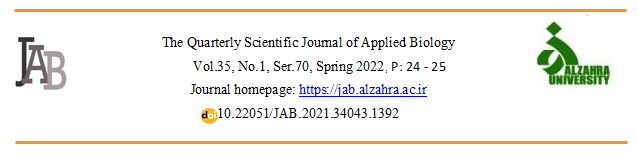 JAB
The Quarterly Scientific Journal of Applied Biology
Vol.35, No.1, Ser.70, Spring 2022, P: 24 - 25
Journal homepage: https://jab.alzahra.ac.ir
doi 10.22051/JAB.2021.34043.1392
ALZAHRA
UNIVERSITY